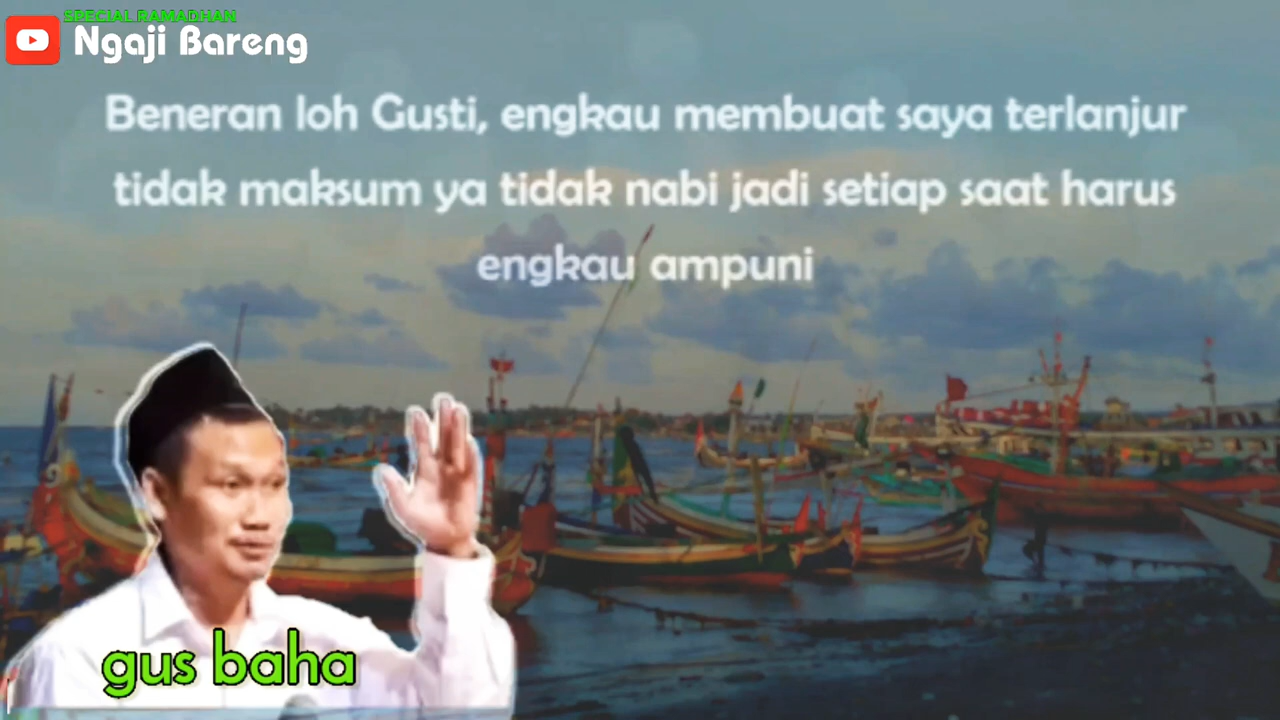 SPECIAL RAMADHAN
Ngaji Bareng
Beneran loh Gusti, engkau membuat saya terlanjur
tidak maksum ya tidak nabi jadi setiap saat harus
engkau ampuni
gus baha